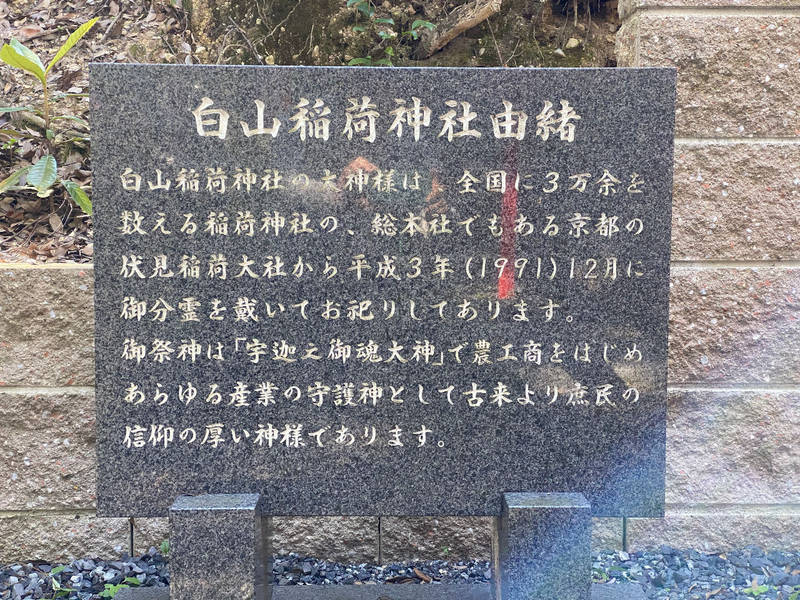 白山稲荷神社由緒
白山稲荷神社の大神様は、全国に３万余を
数える稲荷神社の、総本社でもある京都の
伏見稲荷大社から平成３年(1991)12月に
御分霊を戴いてお祀りしてあります。
御祭神は「宇迦之御魂大神」で農工商をはじめ
あらゆる産業の守護神として古来より庶民の
信仰の厚い神様であります。